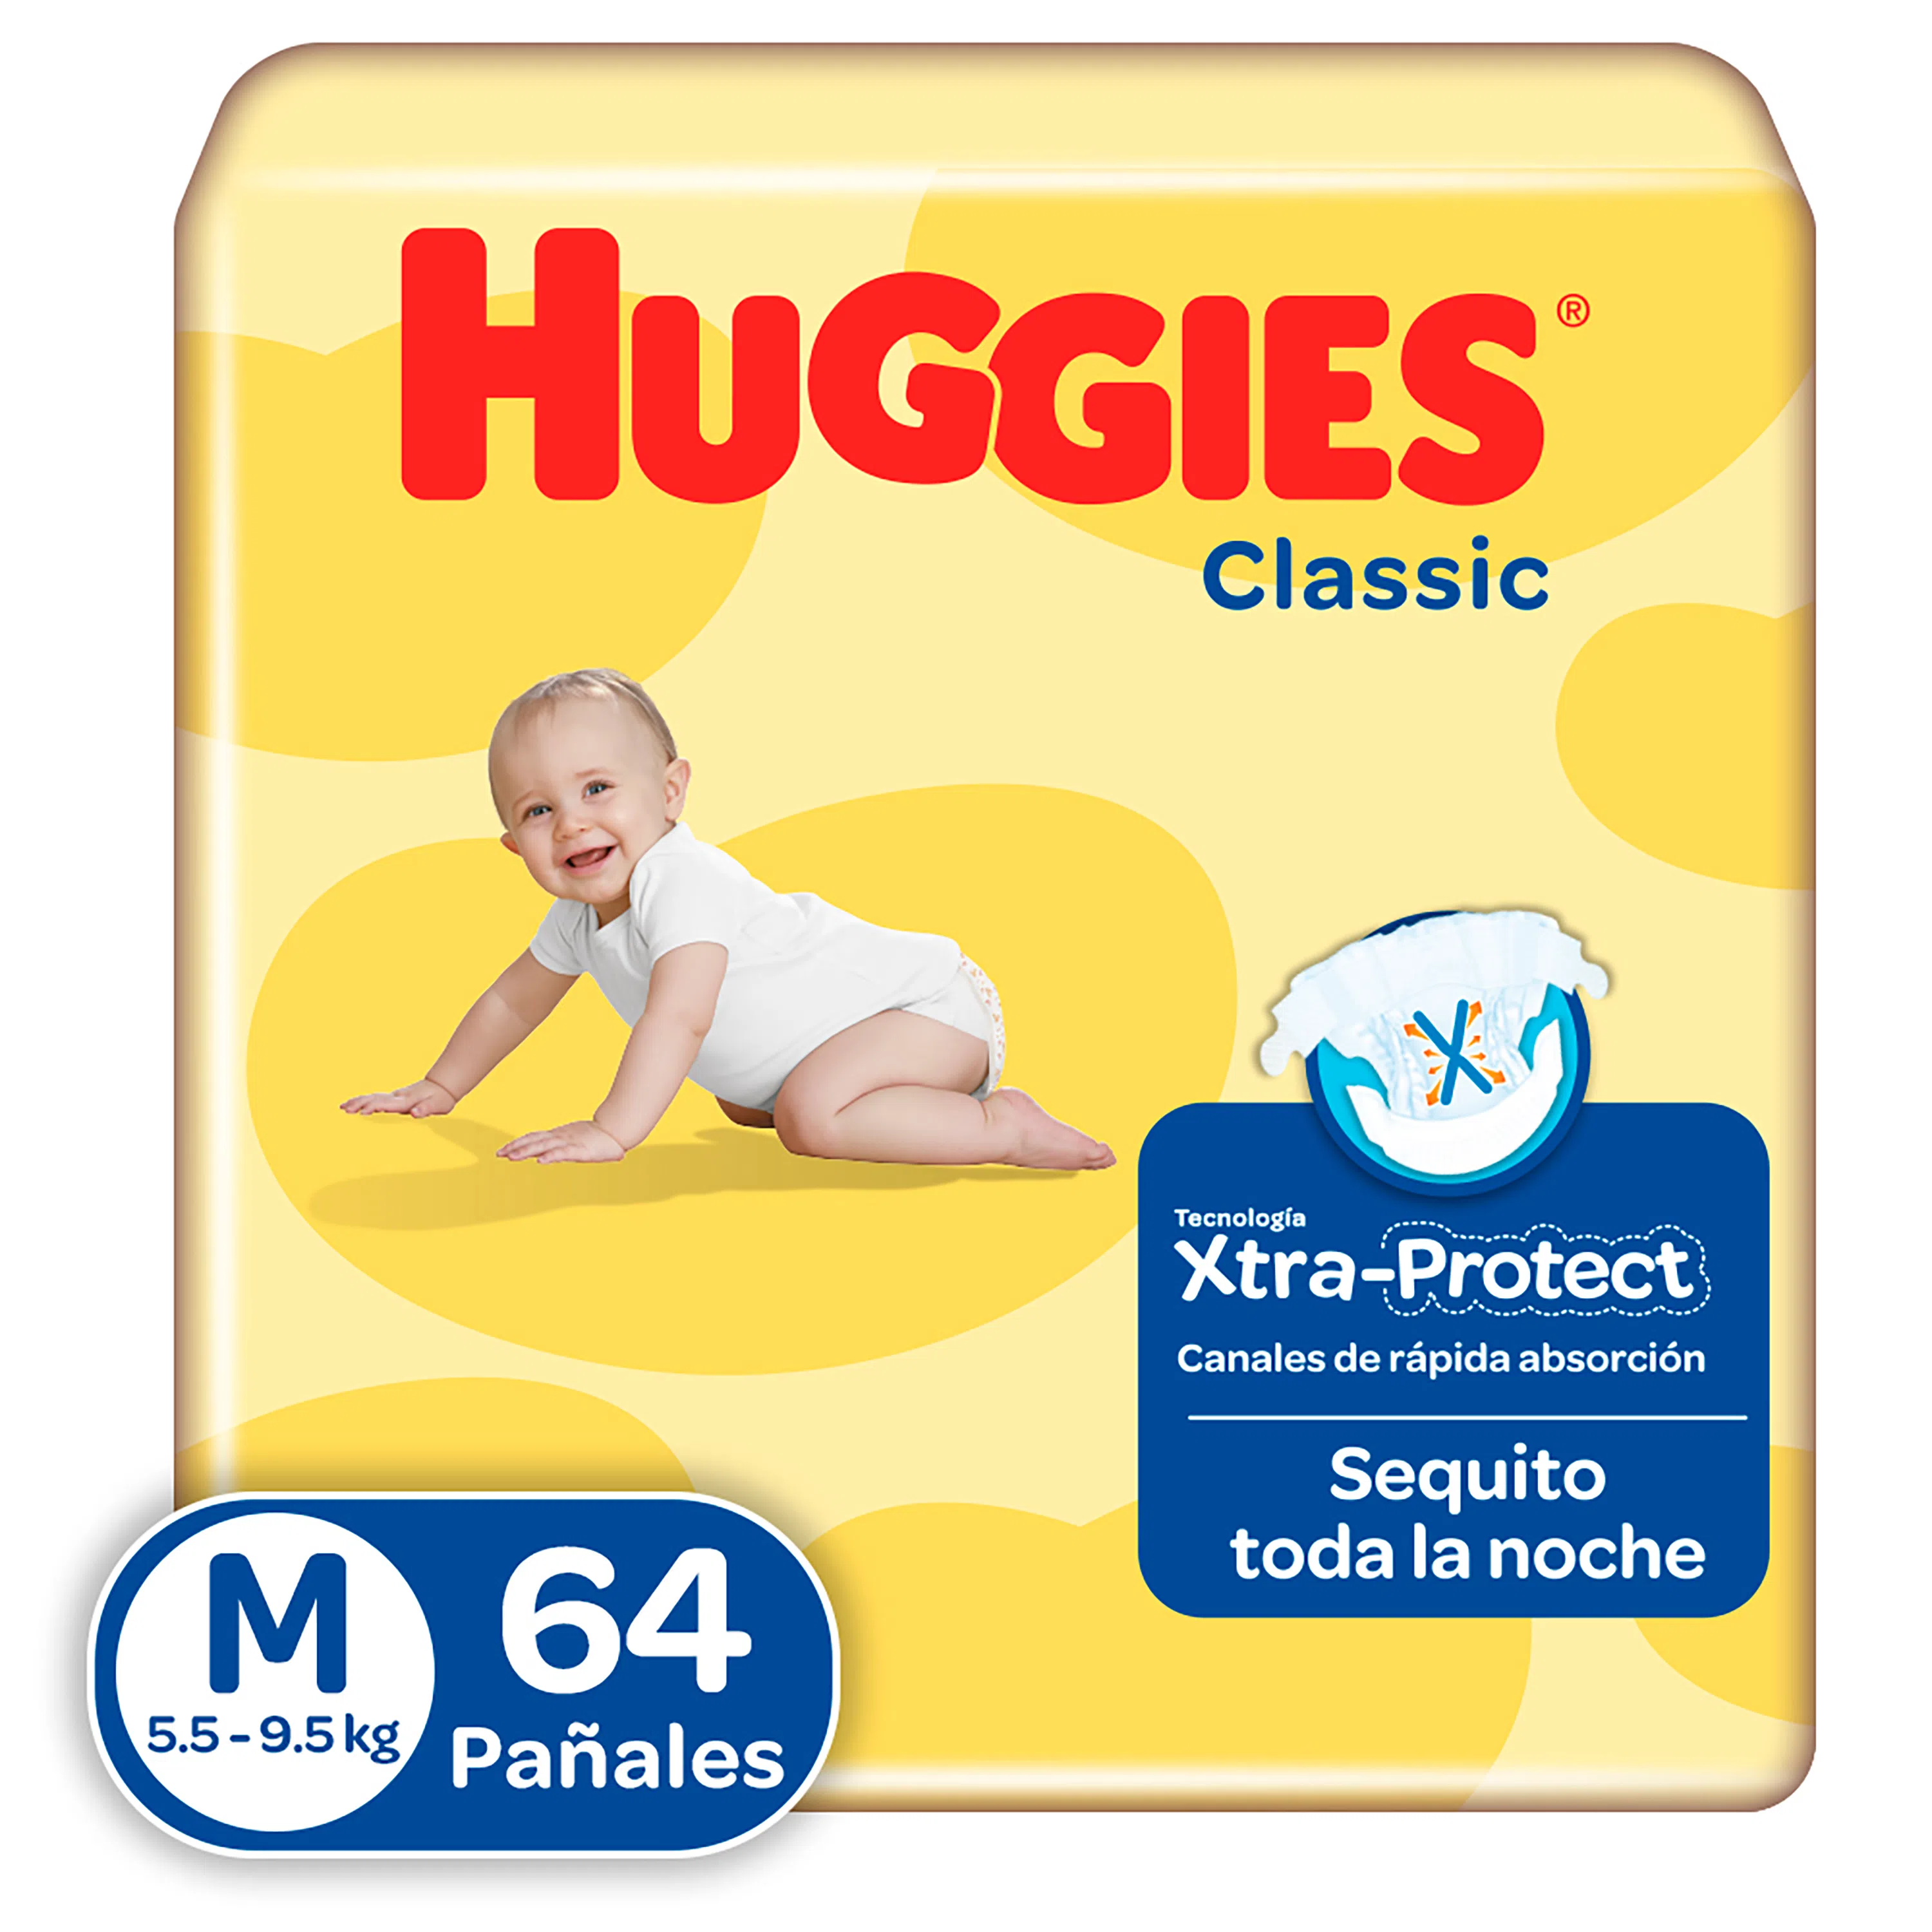 HUGGIES®
Classic
Tecnología
Xtra-Protect
Canales de rápida absorción
Sequito
toda la noche
M
5.5 - 9.5 kg
64
Pañales